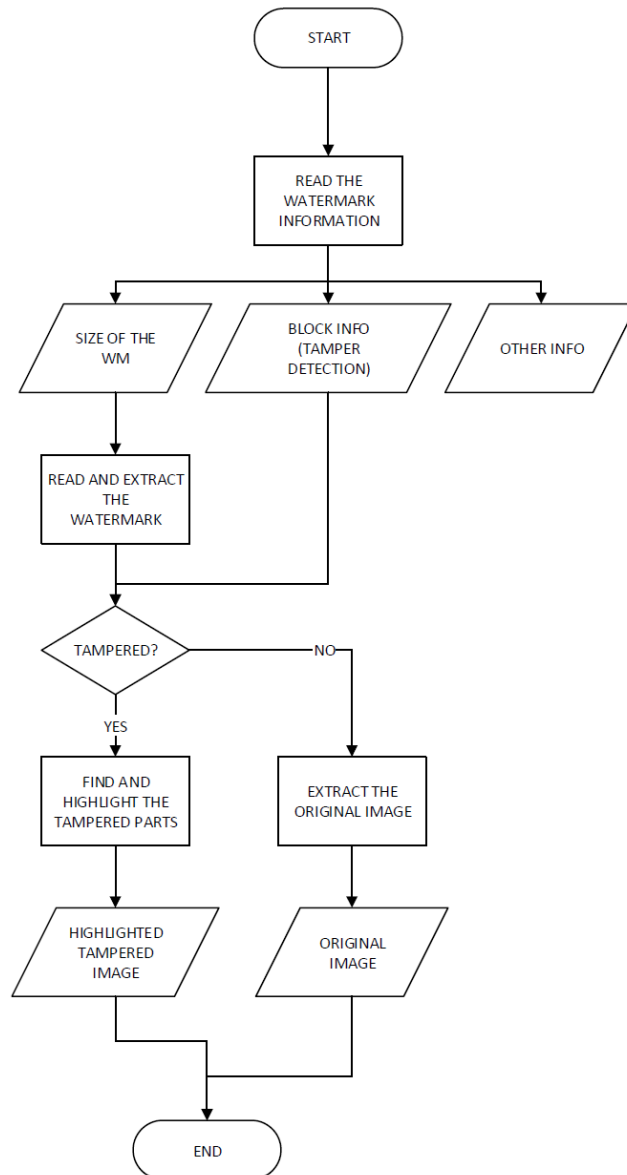 START
READ THE
WATERMARK
INFORMATION
SIZE OF THE
WM
BLOCK INFO
(TAMPER
DETECTION)
OTHER INFO
READ AND EXTRACT
THE
WATERMARK
TAMPERED?
NO
YES
FIND AND
HIGHLIGHT THE
TAMPERED PARTS
EXTRACT THE
ORIGINAL IMAGE
HIGHLIGHTED
TAMPERED
IMAGE
ORIGINAL
IMAGE
END